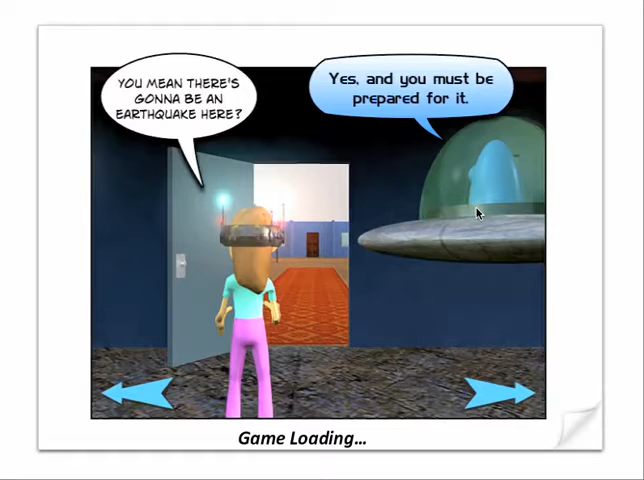 YOU MEAN THERE'S
GONNA BE AN
EARTHQUAKE HERE?
Yes, and you must be
prepared for it.
Game Loading...